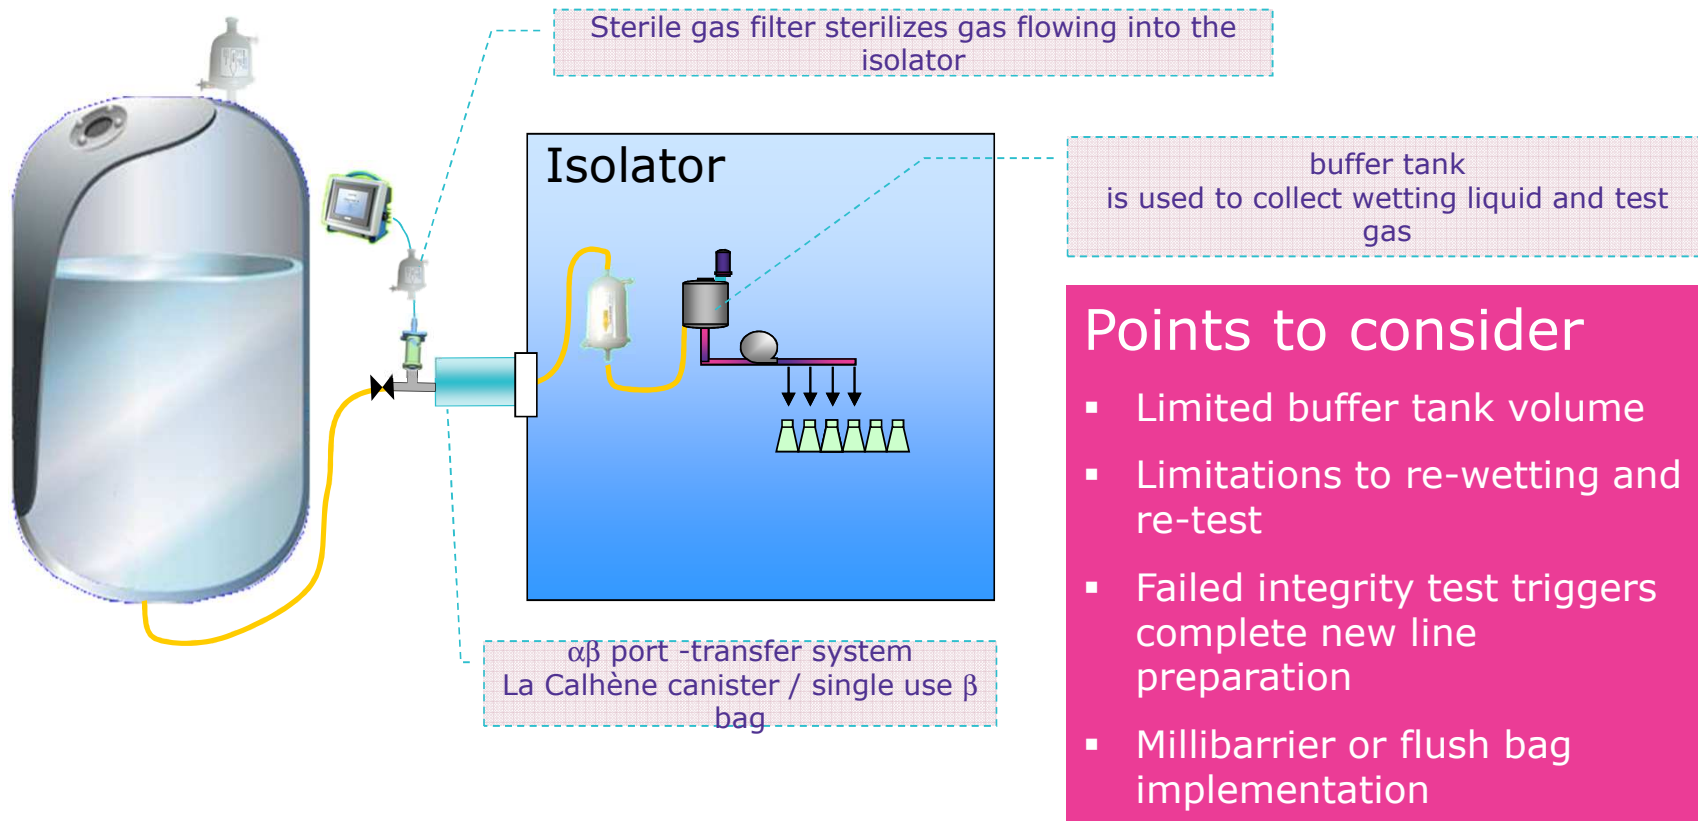 Sterile gas filter sterilizes gas flowing into the
isolator
Isolator
buffer tank
is used to collect wetting liquid and test
gas
αβ port -transfer system
La Calhène canister / single use β
bag
Points to consider
▪ Limited buffer tank volume
▪ Limitations to re-wetting and
re-test
▪ Failed integrity test triggers
complete new line
preparation
▪ Millibarrier or flush bag
implementation